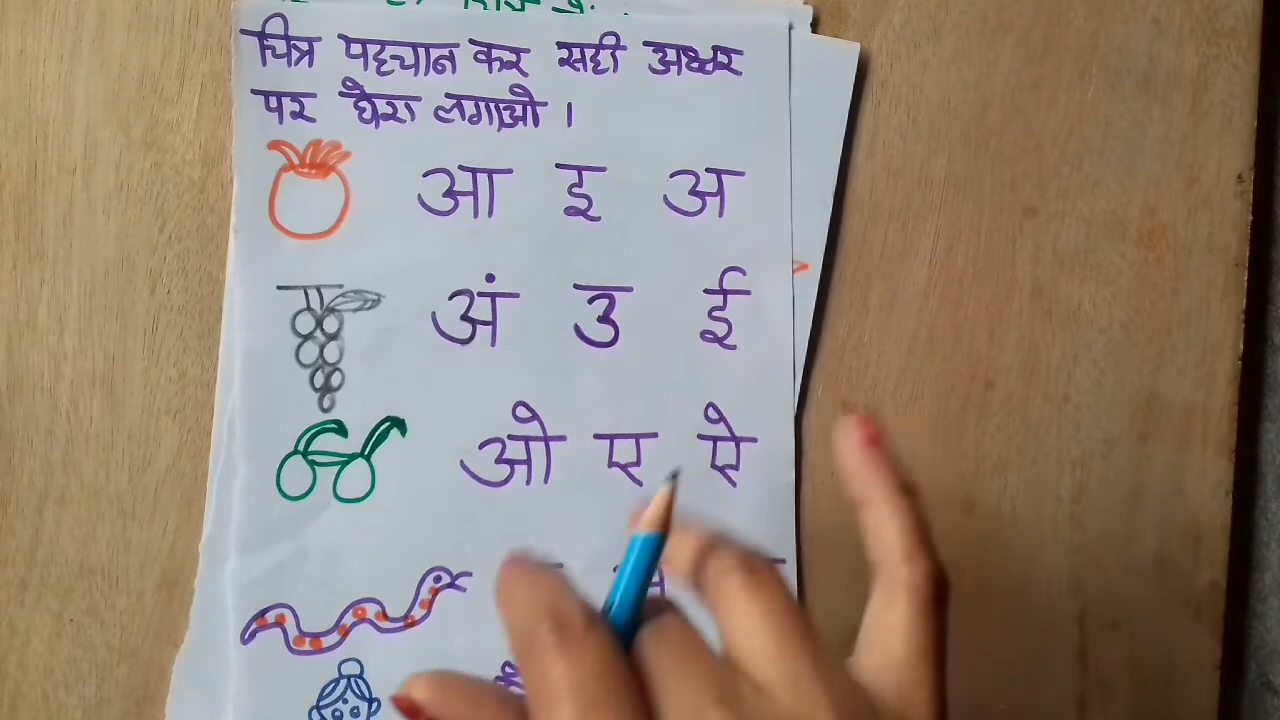 चित्र पहचान कर सही अक्षर
पर घेरा लगाओ ।
आ इ अ
अं उ ई
ओ ए ऐ